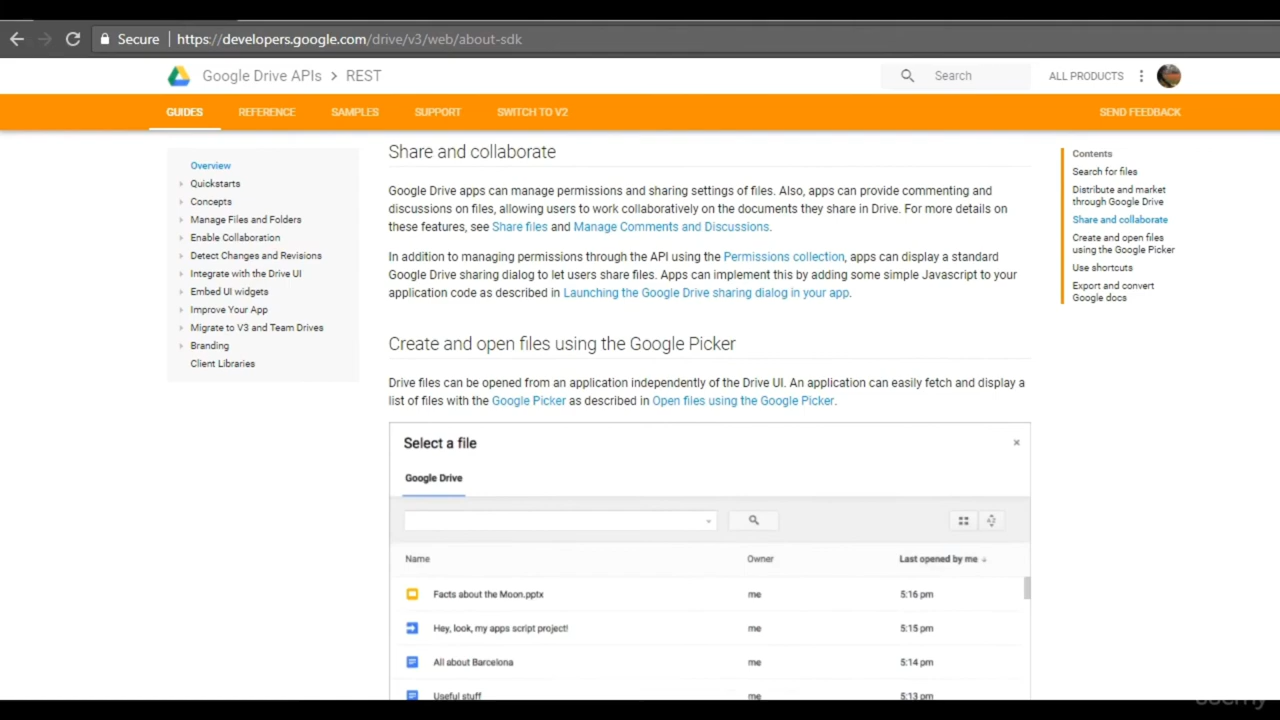 Secure https://developers.google.com/drive/v3/web/about-sdk
Google Drive APIs > REST
Search
ALL PRODUCTS
GUIDES REFERENCE SAMPLES SUPPORT SWITCH TO V2 SEND FEEDBACK
Overview
Quickstarts
Concepts
Manage Files and Folders
Enable Collaboration
Detect Changes and Revisions
Integrate with the Drive UI
Embed UI widgets
Improve Your App
Migrate to V3 and Team Drives
Branding
Client Libraries
Share and collaborate
Google Drive apps can manage permissions and sharing settings of files. Also, apps can provide commenting and
discussions on files, allowing users to work collaboratively on the documents they share in Drive. For more details on
these features, see Share files and Manage Comments and Discussions.
In addition to managing permissions through the API using the Permissions collection, apps can display a standard
Google Drive sharing dialog to let users share files. Apps can implement this by adding some simple Javascript to your
application code as described in Launching the Google Drive sharing dialog in your app.
Create and open files using the Google Picker
Drive files can be opened from an application independently of the Drive UI. An application can easily fetch and display a
list of files with the Google Picker as described in Open files using the Google Picker.
Select a file
Google Drive
Name Owner Last opened by me
Facts about the Moon.pptx me 5:16 pm
Hey, look, my apps script project! me 5:15 pm
All about Barcelona me 5:14 pm
Useful stuff me 5:13 pm
Contents
Search for files
Distribute and market
through Google Drive
Share and collaborate
Create and open files
using the Google Picker
Use shortcuts
Export and convert
Google docs